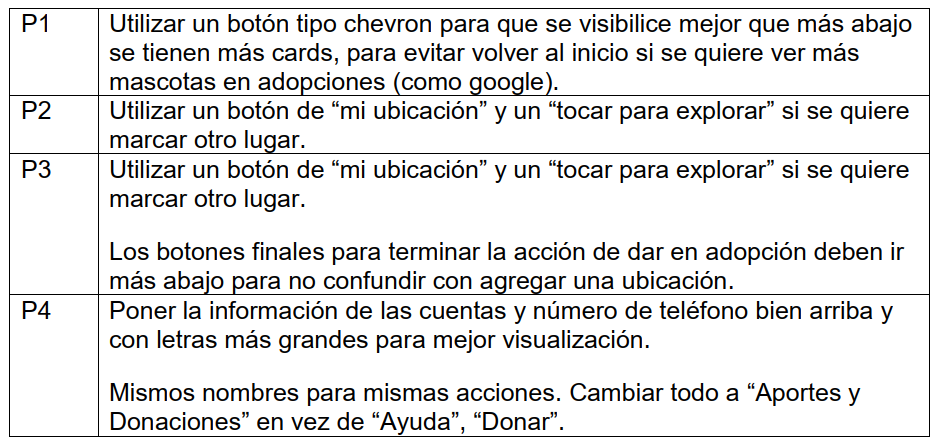 P1
Utilizar un botón tipo chevron para que se visibilice mejor que más abajo
se tienen más cards, para evitar volver al inicio si se quiere ver más
mascotas en adopciones (como google).
P2
Utilizar un botón de “mi ubicación” y un “tocar para explorar” si se quiere
marcar otro lugar.
P3
Utilizar un botón de “mi ubicación” y un “tocar para explorar” si se quiere
marcar otro lugar.
Los botones finales para terminar la acción de dar en adopción deben ir
más abajo para no confundir con agregar una ubicación.
P4
Poner la información de las cuentas y número de teléfono bien arriba y
con letras más grandes para mejor visualización.
Mismos nombres para mismas acciones. Cambiar todo a “Aportes y
Donaciones” en vez de “Ayuda”, “Donar”.